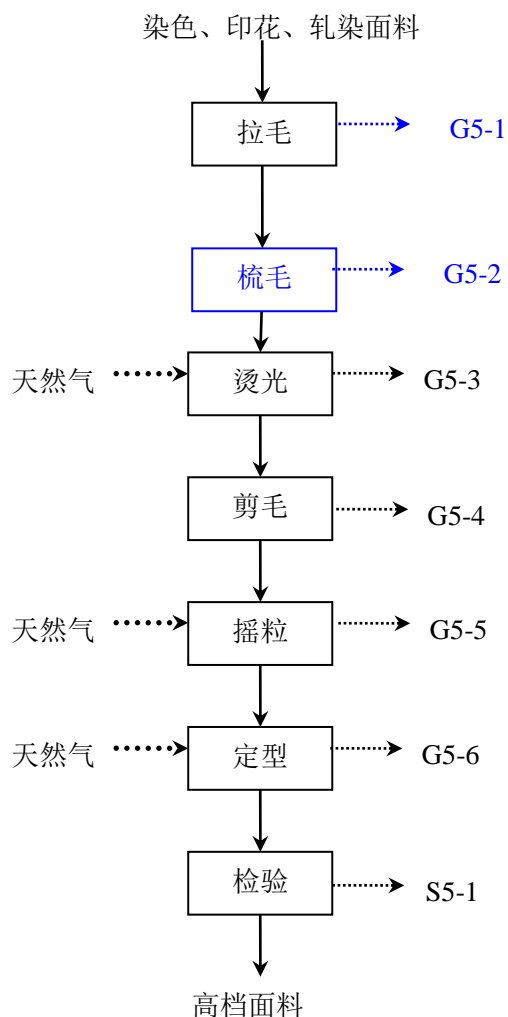 染色、印花、轧染面料
拉毛
G5-1
梳毛
G5-2
天然气
烫光
G5-3
剪毛
G5-4
天然气
摇粒
G5-5
天然气
定型
G5-6
检验
S5-1
高档面料